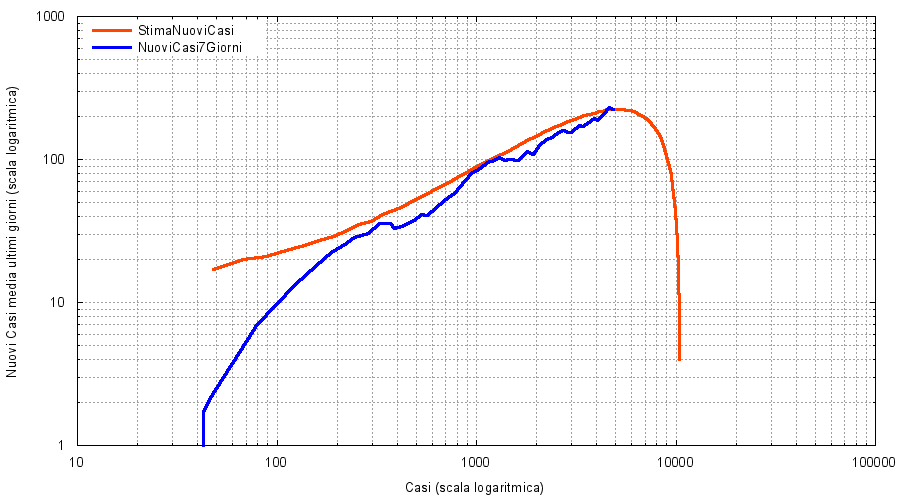 1000
StimaNuoviCasi
NuoviCasi7Giorni
100
10
1
Nuovi Casi media ultimi giorni (scala logaritmica)
10 100 1000 10000 100000
Casi (scala logaritmica)